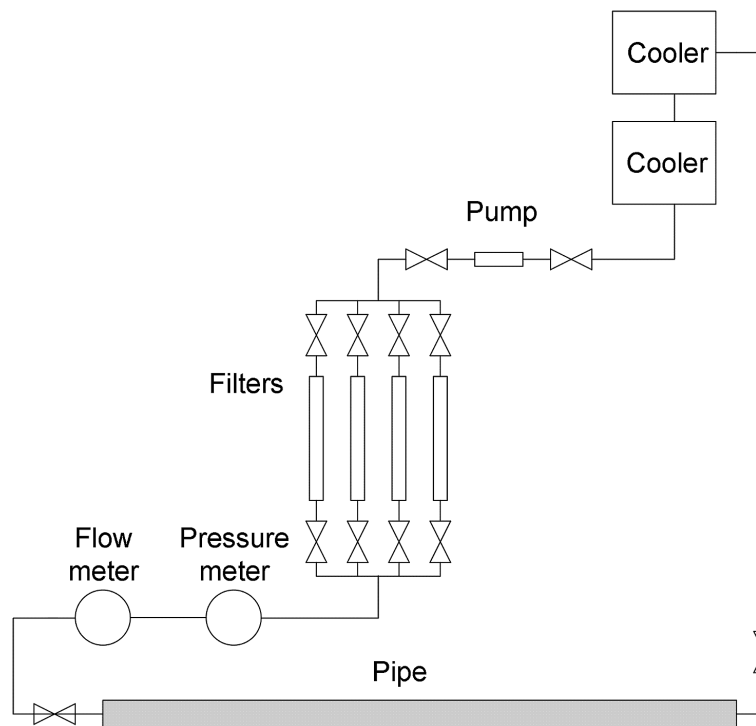 Cooler
Cooler
Pump
Filters
Flow
meter
Pressure
meter
Pipe